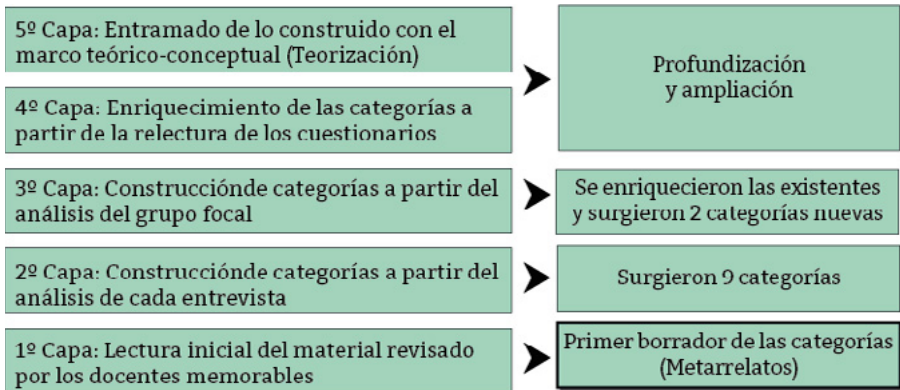 5º Capa: Entramado de lo construido con el
marco teórico-conceptual (Teorización)
4º Capa: Enriquecimiento de las categorías a
partir de la relectura de los cuestionarios
Profundización
y ampliación
3º Capa: Construcciónde categorías a partir del
análisis del grupo focal
Se enriquecieron las existentes
y surgieron 2 categorías nuevas
2º Capa: Construcciónde categorías a partir del
análisis de cada entrevista
Surgieron 9 categorías
1º Capa: Lectura inicial del material revisado
por los docentes memorables
Primer borrador de las categorías
(Metarrelatos)